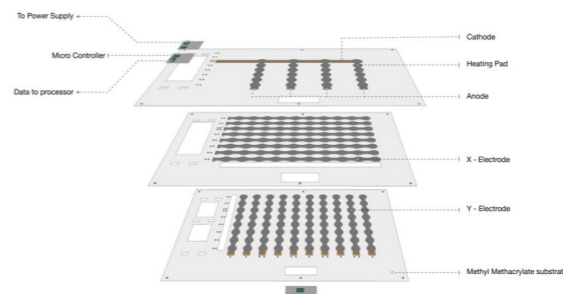 To Power Supply
Micro Controller
Data to processor
Cathode
Heating Pad
Anode
X - Electrode
Y - Electrode
Methyl Methacrylate substrat